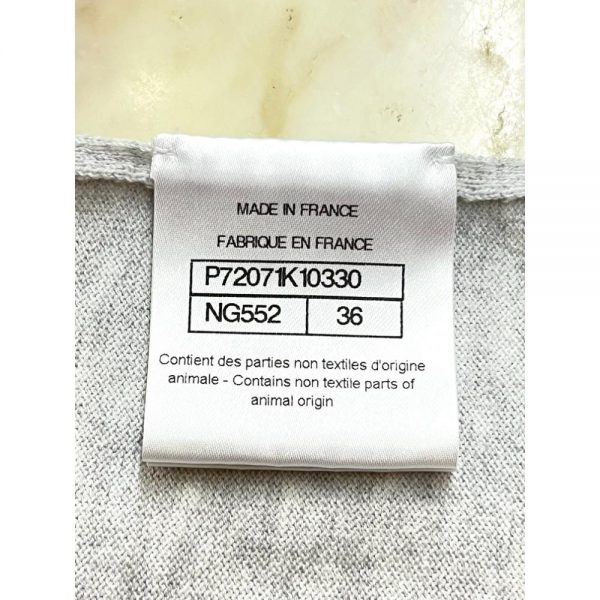 MADE IN FRANCE
FABRIQUE EN FRANCE
P72071K10330
NG552 36
Contient des parties non textiles d'origine
animale - Contains non textile parts of
animal origin